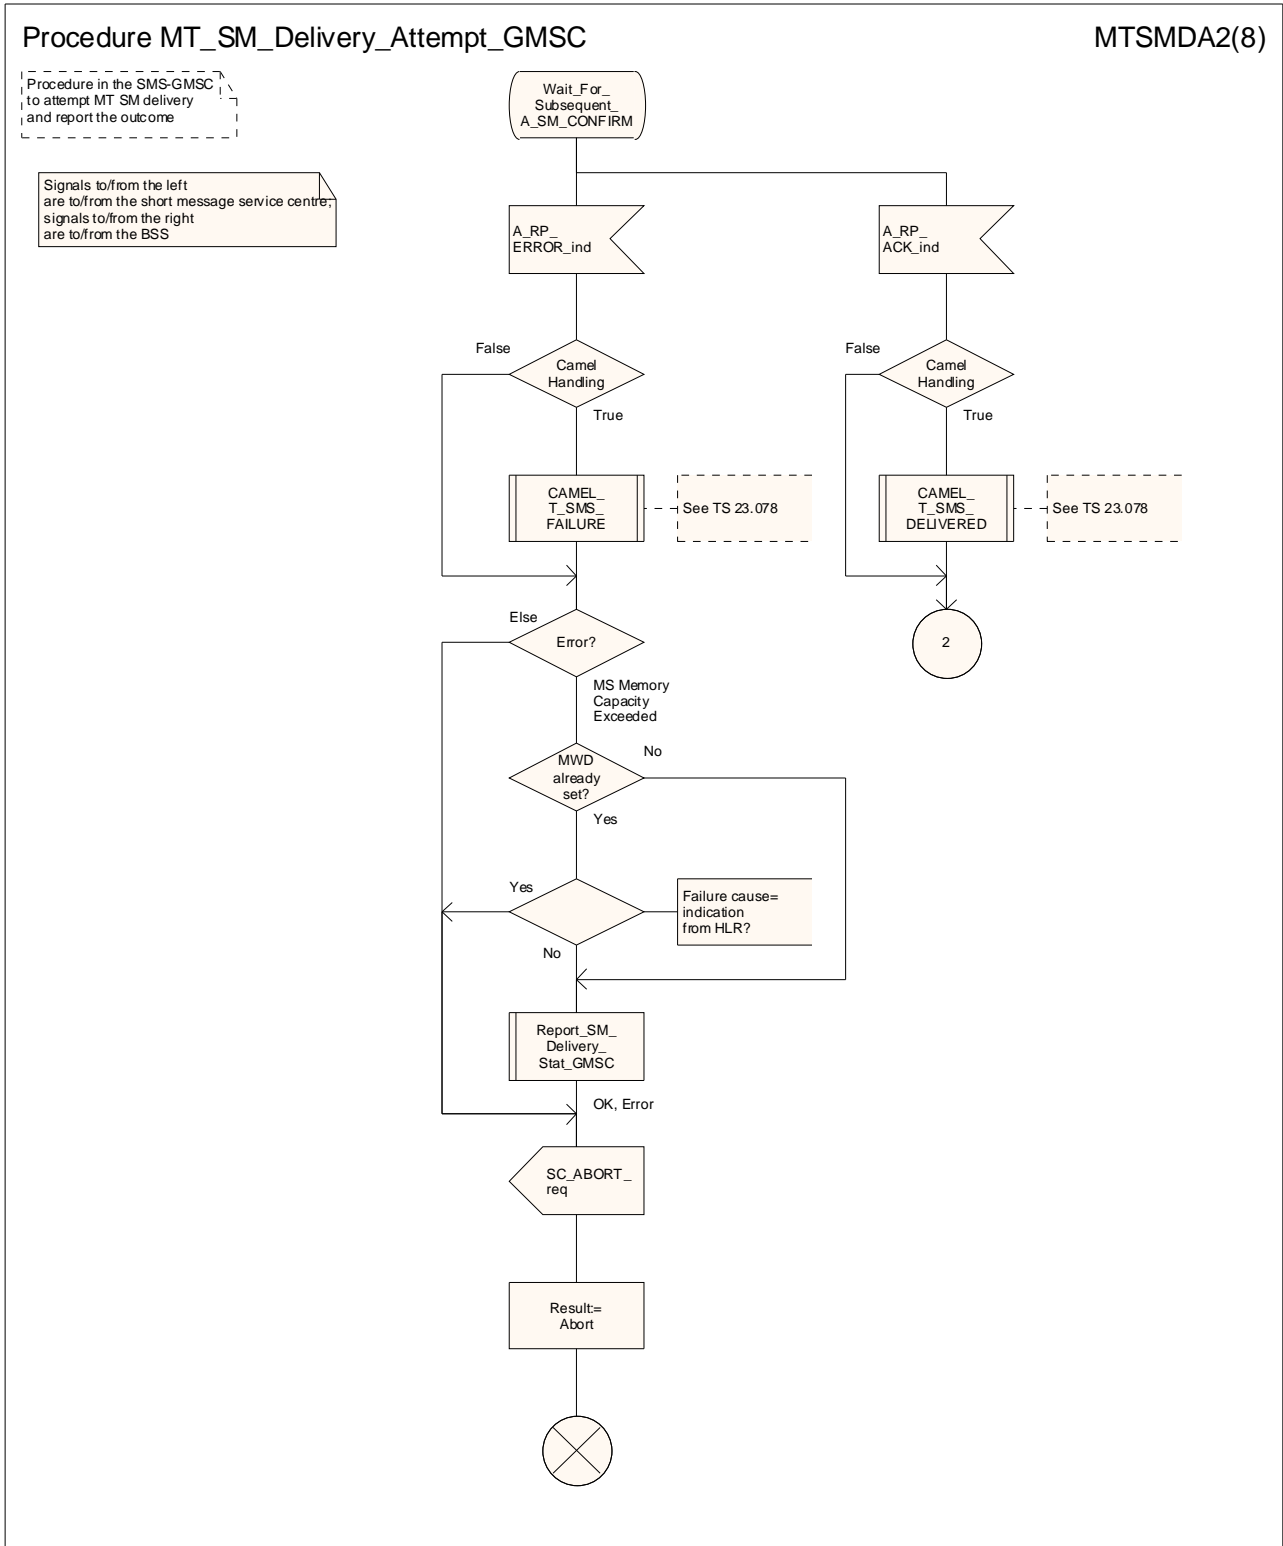 Procedure MT_SM_Delivery_Attempt_GMSC
MTSMDA2(8)
Procedure in the SMS-GMSC
to attempt MT SM delivery
and report the outcome
Wait_For_
Subsequent_
A_SM_CONFIRM
Signals to/from the left
are to/from the short message service centre;
signals to/from the right
are to/from the BSS
A_RP_
ERROR_ind
A_RP_
ACK_ind
False
Camel
Handling
True
False
Camel
Handling
True
CAMEL_
T_SMS_
FAILURE
See TS 23.078
CAMEL_
T_SMS_
DELIVERED
See TS 23.078
Else
Error?
2
MS Memory
Capacity
Exceeded
MWD
already
set?
No
Yes
Yes
Failure cause=
indication
from HLR?
No
Report_SM_
Delivery_
Stat_GMSC
OK, Error
SC_ABORT_
req
Result:=
Abort